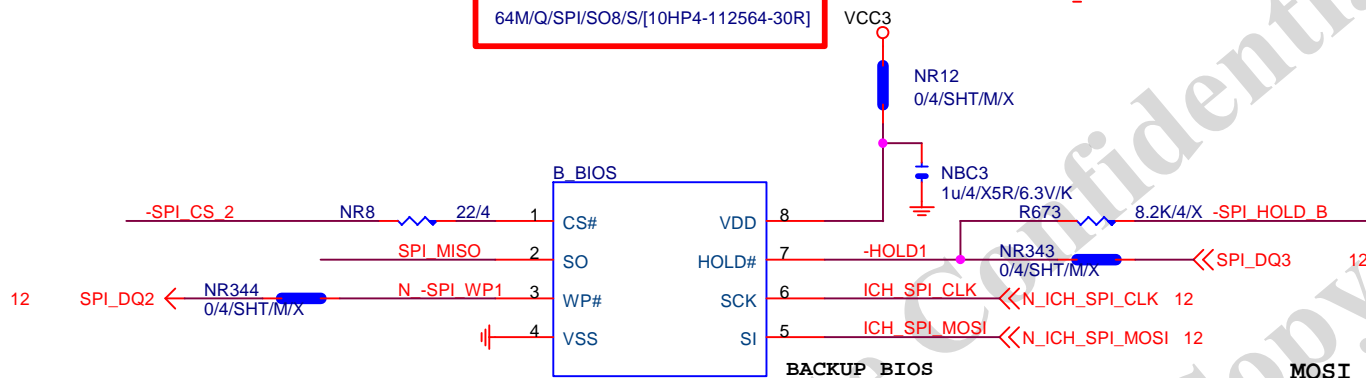 64M/Q/SPI/SO8/S/[10HP4-112564-30R]
VCC3
NR12
0/4/SHT/M/X
NBC3
1u/4/X5R/6.3V/K
B_BIOS
-SPI_CS_2 NR8 22/4 1 CS# VDD 8
R673 8.2K/4/X -SPI_HOLD_B
SPI_MISO 2 SO HOLD# 7 -HOLD1 NR343 SPI_DQ3 12
0/4/SHT/M/X
12 SPI_DQ2 NR344 N_-SPI_WP1 3 WP# SCK 6 ICH_SPI_CLK N_ICH_SPI_CLK 12
0/4/SHT/M/X
4 VSS SI 5 ICH_SPI_MOSI N_ICH_SPI_MOSI 12
BACKUP BIOS
MOSI
Confidential
Copy